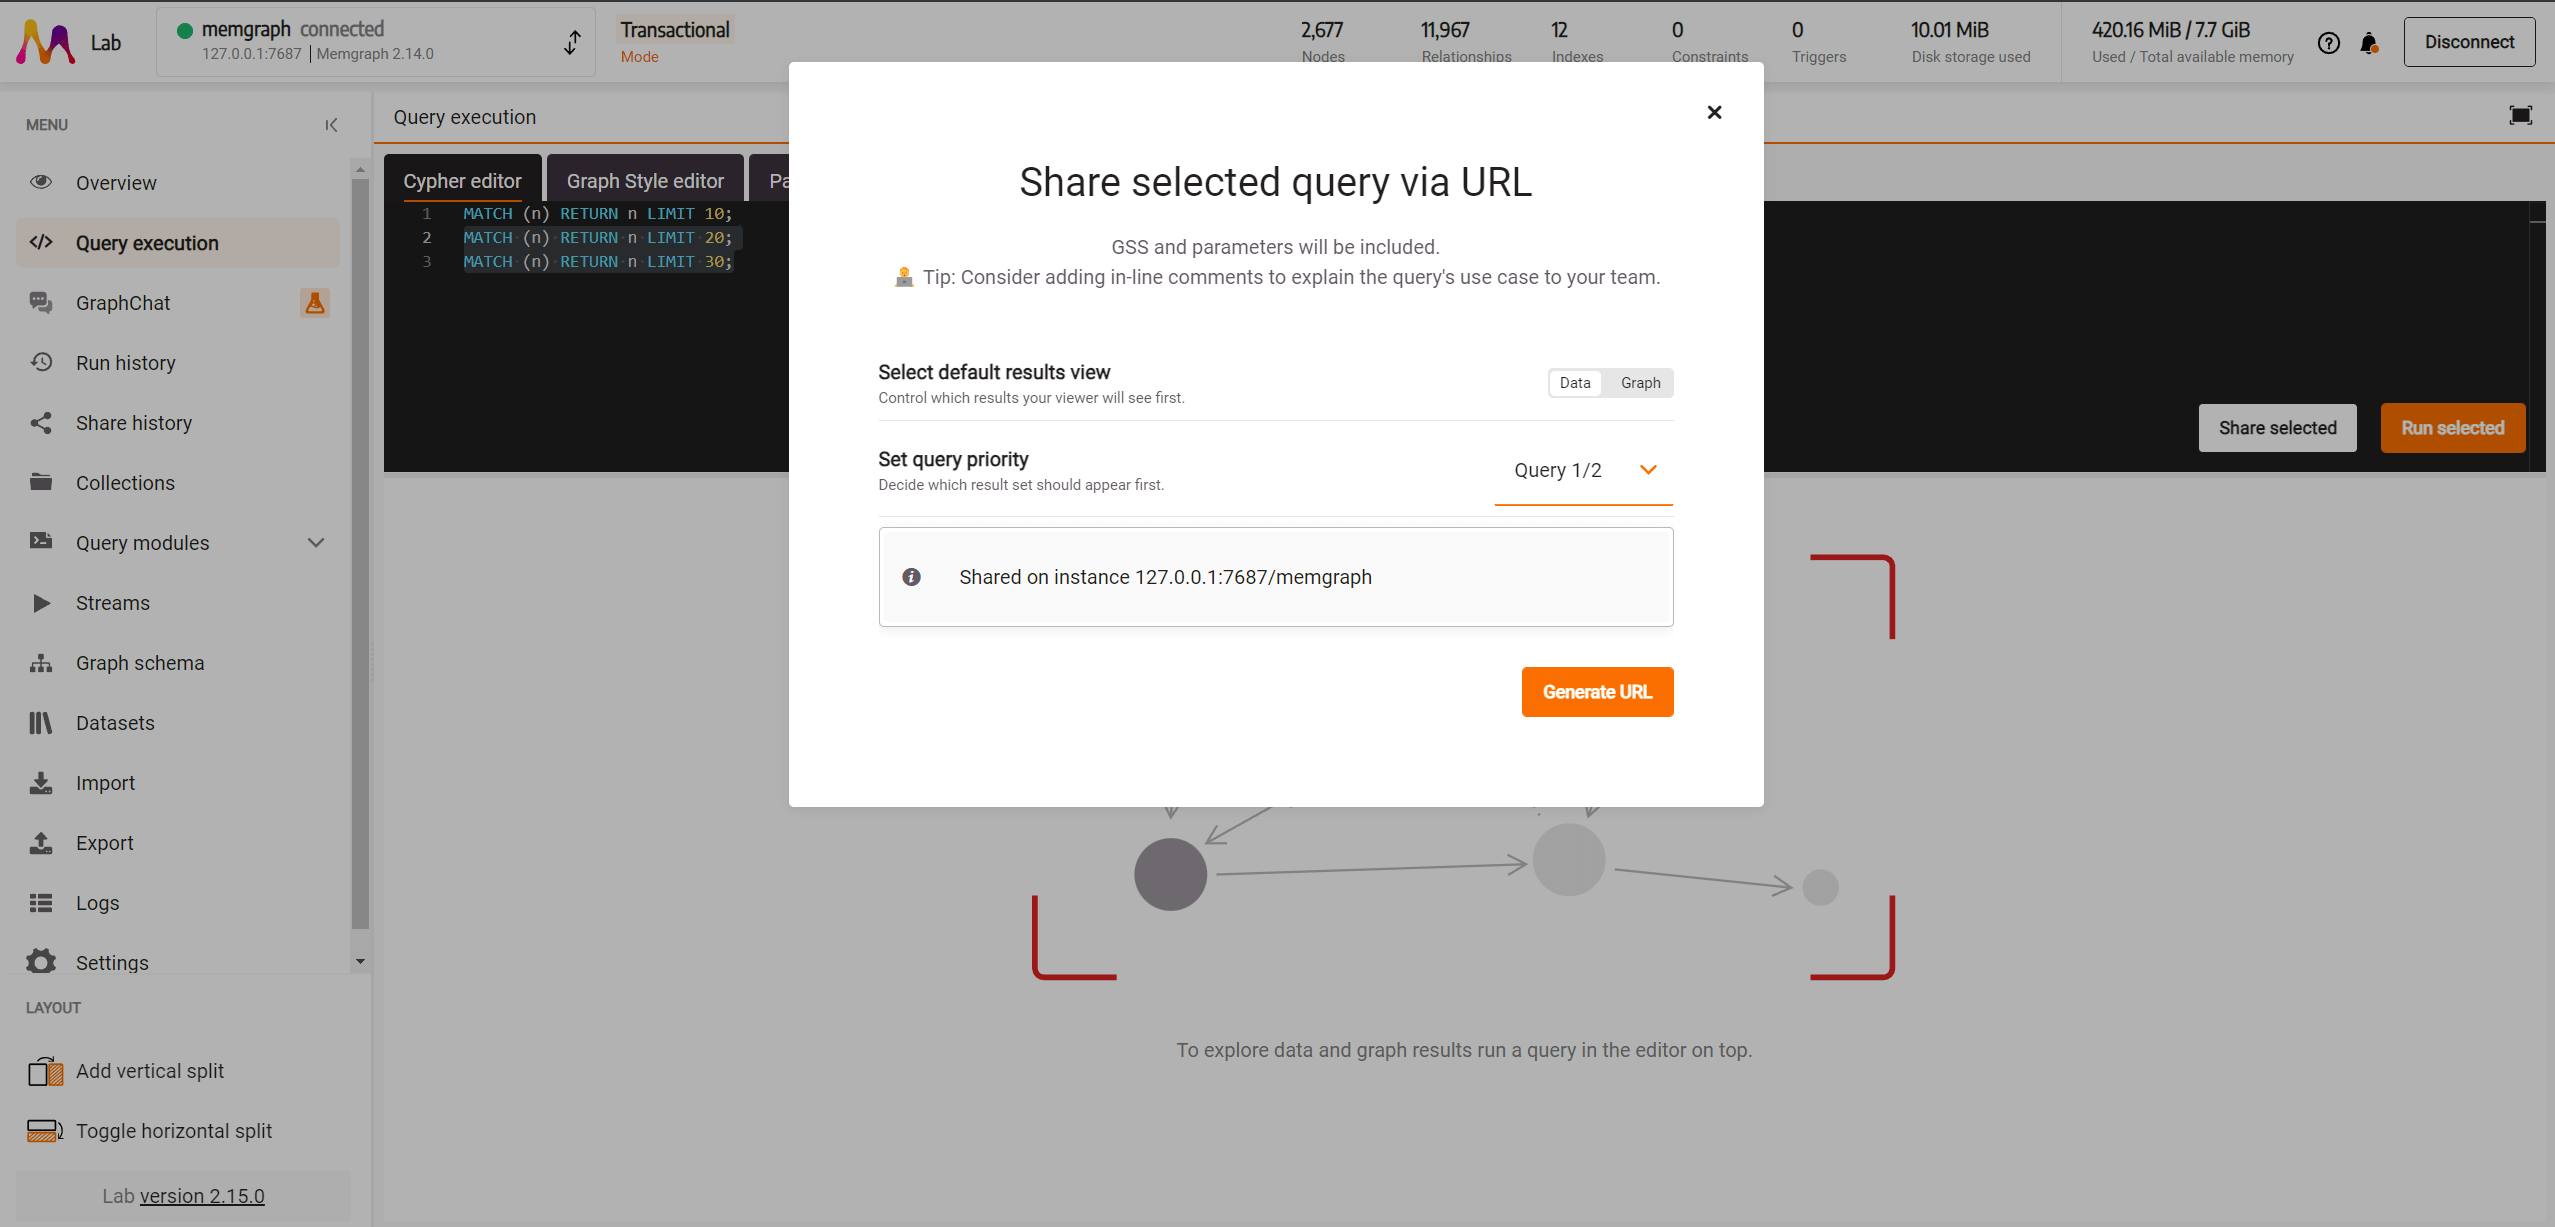 Lab
memgraph connected
127.0.0.1:7687 | Memgraph 2.14.0
Transactional
Mode
2,677
Nodes
11,967
Relationships
12
Indexes
0
Constraints
0
Triggers
10.01 MiB
Disk storage used
420.16 MiB / 7.7 GiB
Used / Total available memory
Disconnect
MENU
Overview
Query execution
GraphChat
Run history
Share history
Collections
Query modules
Streams
Graph schema
Datasets
Import
Export
Logs
Settings
LAYOUT
Add vertical split
Toggle horizontal split
Lab version 2.15.0
Query execution
Cypher editor
Graph Style editor
Pa
1 MATCH (n) RETURN n LIMIT 10;
2 MATCH (n) RETURN n LIMIT 20;
3 MATCH (n) RETURN n LIMIT 30;
Share selected
Run selected
Share selected query via URL
GSS and parameters will be included.
Tip: Consider adding in-line comments to explain the query's use case to your team.
Select default results view
Control which results your viewer will see first.
Data
Graph
Set query priority
Decide which result set should appear first.
Query 1/2
Shared on instance 127.0.0.1:7687/memgraph
Generate URL
To explore data and graph results run a query in the editor on top.